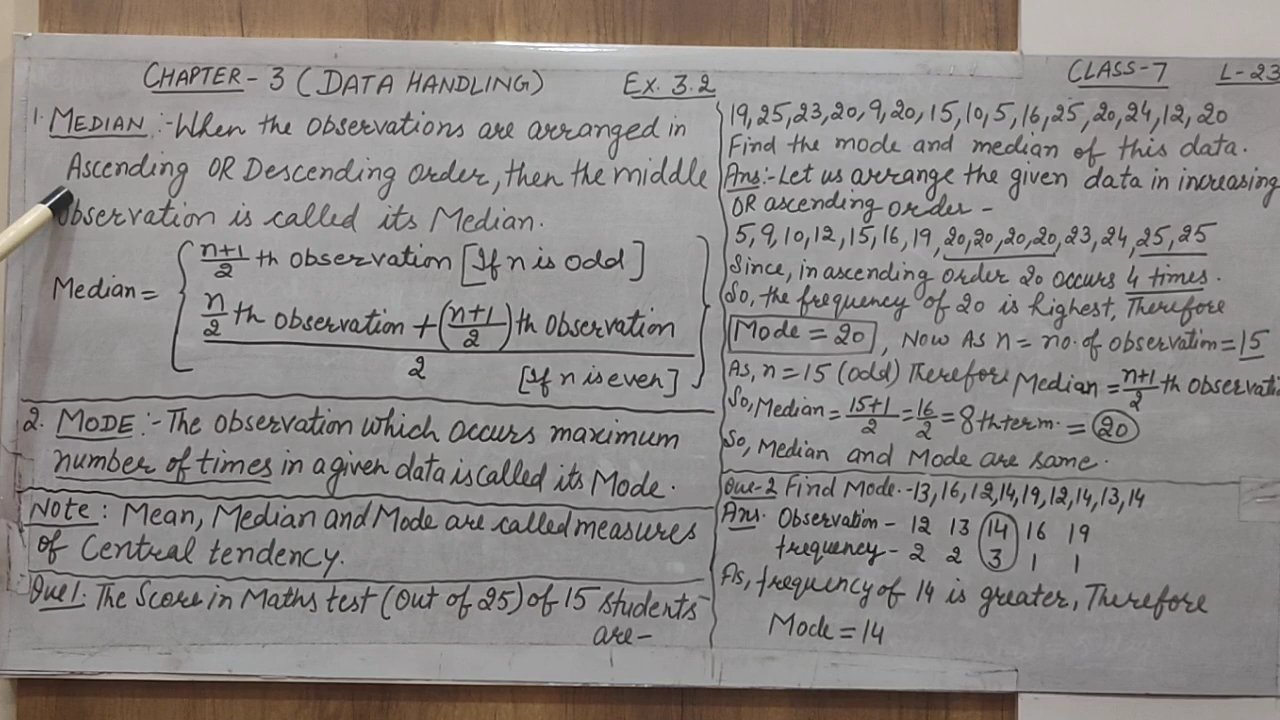 CHAPTER - 3 (DATA HANDLING) Ex. 3.2
1. MEDIAN :- When the observations are arranged in
Ascending OR Descending order, then the middle
observation is called its Median.
Median =
n+1/2 th observation [If n is odd]
n/2 th observation + (n+1/2) th observation
2 [If n is even]
2. MODE :- The observation which occurs maximum
number of times in a given data is called its Mode.
Note : Mean, Median and Mode are called measures
of Central tendency.
Que 1. The Score in Maths test (out of 25) of 15 students
are -
CLASS-7 L-23
19, 25, 23, 20, 9, 20, 15, 10, 5, 16, 25, 20, 24, 12, 20
Find the mode and median of this data.
Ans:- Let us arrange the given data in increasing
OR ascending order -
5, 9, 10, 12, 15, 16, 19, 20, 20, 20, 20, 23, 24, 25, 25
Since, in ascending order 20 occurs 4 times.
So, the frequency of 20 is highest, Therefore
Mode = 20, Now As n = no. of observation = 15
As, n = 15 (odd) Therefore Median = n+1/2 th observati
So, Median = 15+1/2 = 16/2 = 8th term. = 20
So, Median and Mode are same.
Que-2 Find Mode. - 13, 16, 12, 14, 19, 12, 14, 13, 14
Ans. Observation - 12 13 14 16 19
frequency - 2 2 3 1 1
As, frequency of 14 is greater, Therefore
Mode = 14